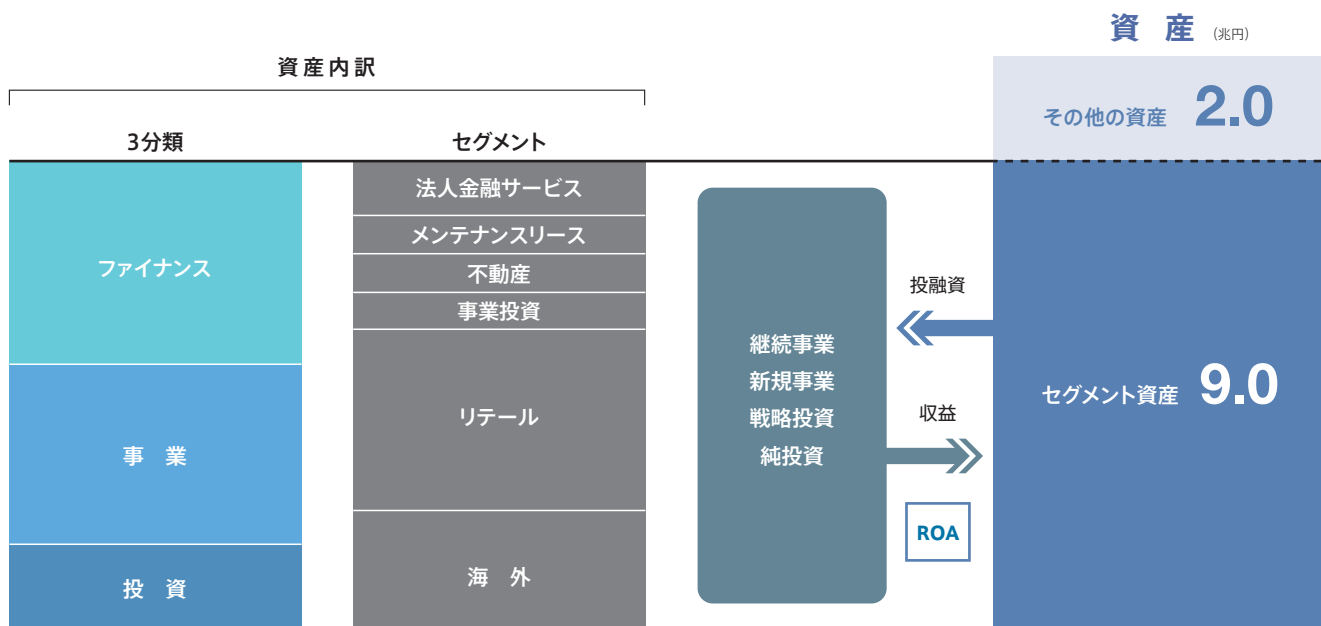 資産 (兆円)
資産内訳
その他の資産 2.0
3分類
セグメント
ファイナンス
事業
投資
法人金融サービス
メンテナンスリース
不動産
事業投資
リテール
海外
継続事業
新規事業
戦略投資
純投資
投融資
収益
ROA
セグメント資産 9.0